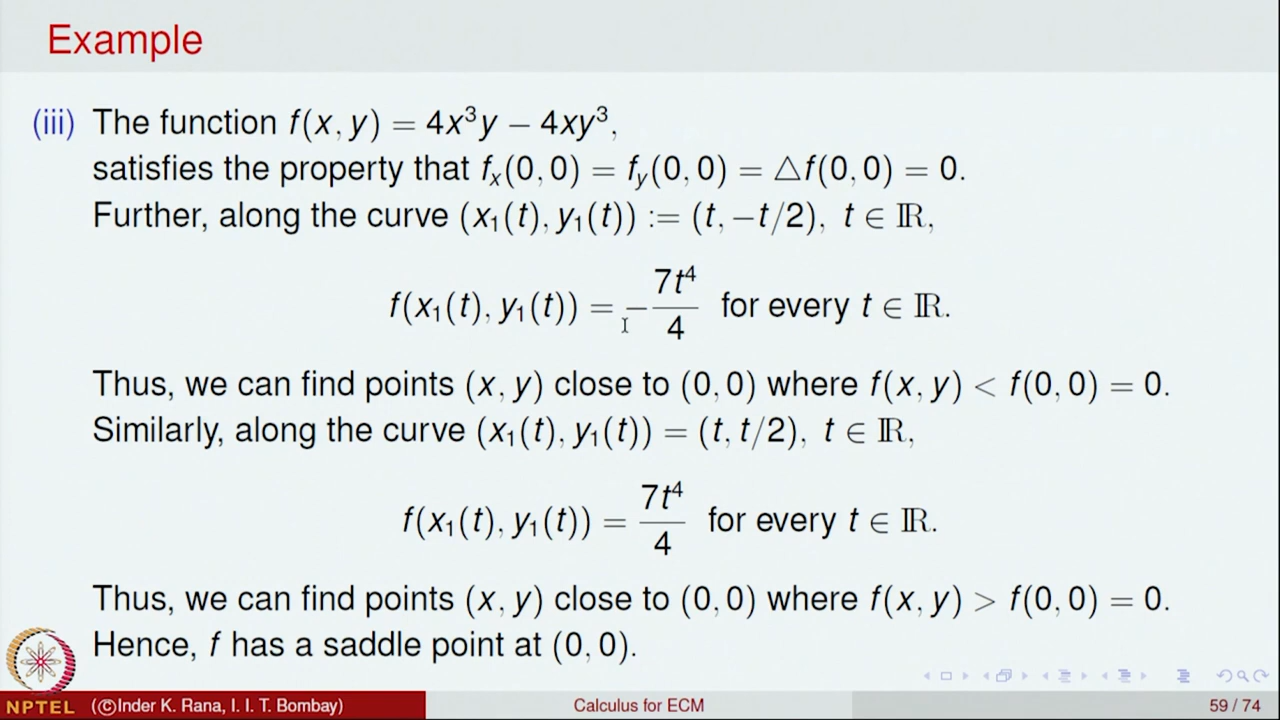 Example
(iii) The function f(x, y) = 4x³y − 4xy³,
satisfies the property that fₓ(0, 0) = f_y(0, 0) = △f(0, 0) = 0.
Further, along the curve (x₁(t), y₁(t)) := (t, −t/2), t ∈ ℝ,
f(x₁(t), y₁(t)) = −7t⁴/4 for every t ∈ ℝ.
Thus, we can find points (x, y) close to (0, 0) where f(x, y) < f(0, 0) = 0.
Similarly, along the curve (x₁(t), y₁(t)) = (t, t/2), t ∈ ℝ,
f(x₁(t), y₁(t)) = 7t⁴/4 for every t ∈ ℝ.
Thus, we can find points (x, y) close to (0, 0) where f(x, y) > f(0, 0) = 0.
Hence, f has a saddle point at (0, 0).
NPTEL (©Inder K. Rana, I. I. T. Bombay) Calculus for ECM 59 / 74